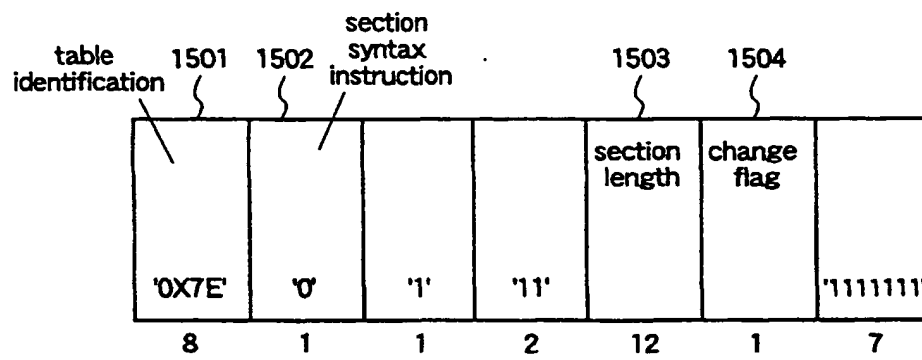 table identification
1501
1502
section syntax instruction
1503
1504
section length
change flag
'0X7E' '0' '1' '11' '1111111'
8 1 1 2 12 1 7